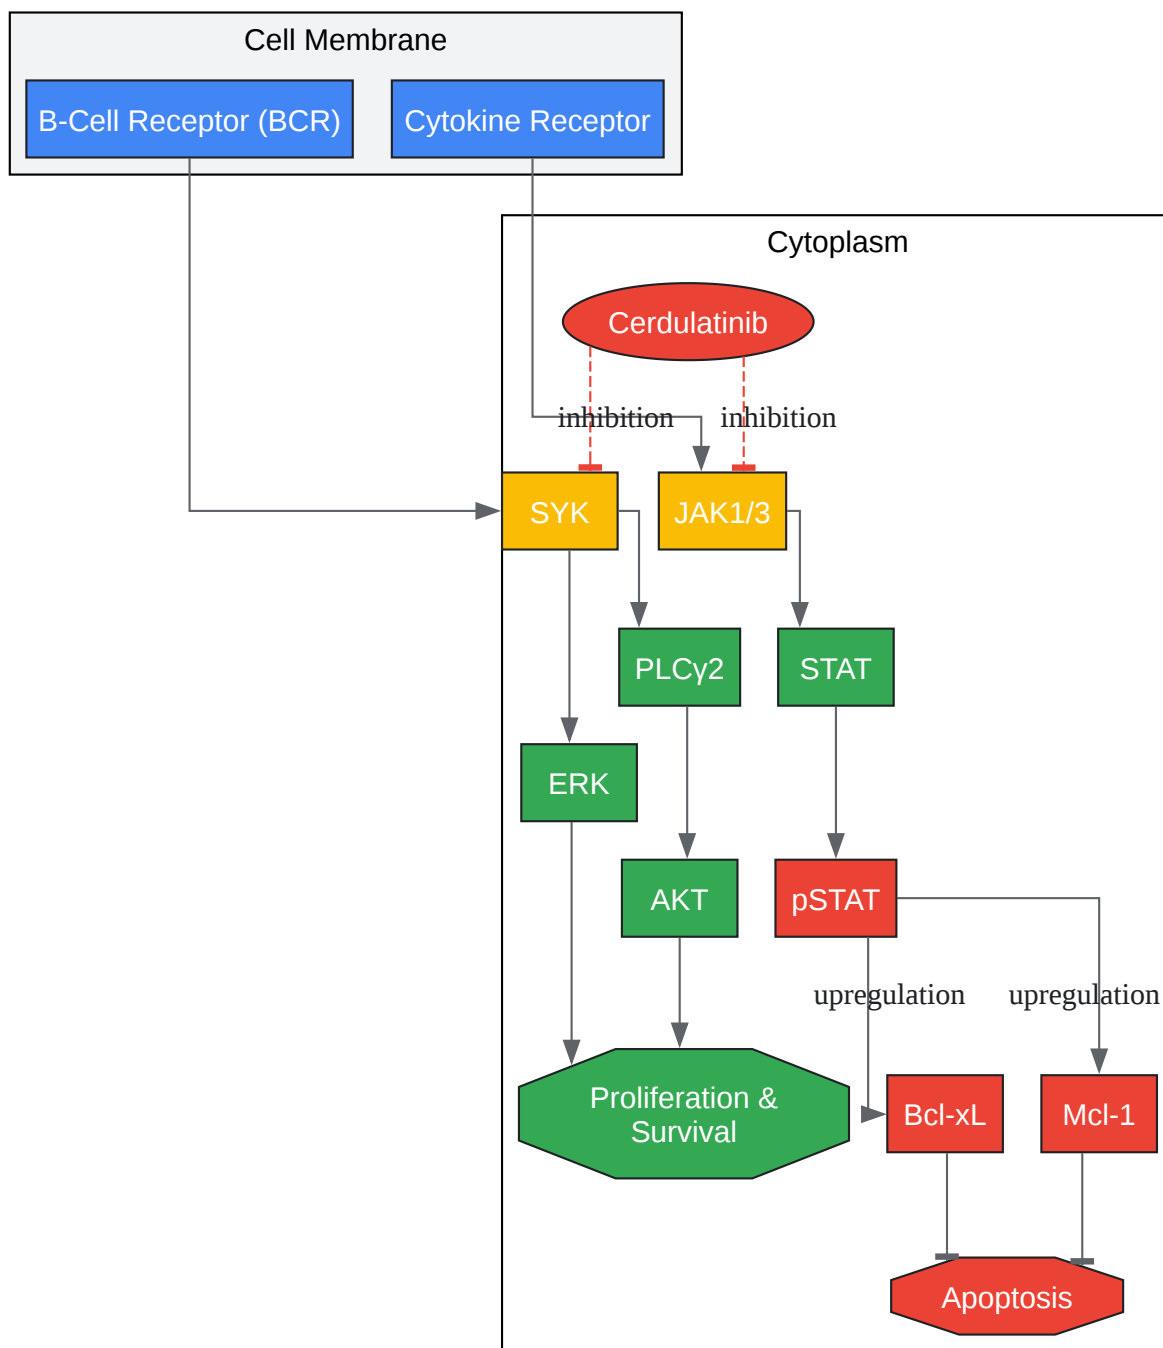 Cell Membrane
B-Cell Receptor (BCR)
Cytokine Receptor
Cytoplasm
Cerdulatinib
inhibition
inhibition
SYK
JAK1/3
PLCγ2
STAT
ERK
AKT
pSTAT
upregulation
upregulation
Proliferation &
Survival
Bcl-xL
Mcl-1
Apoptosis